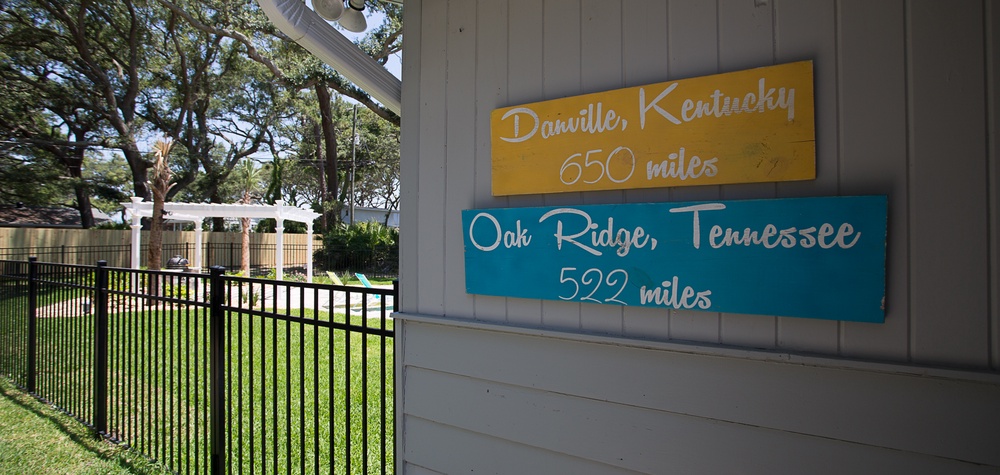 Danville, Kentucky
650 miles
Oak Ridge, Tennessee
522 miles